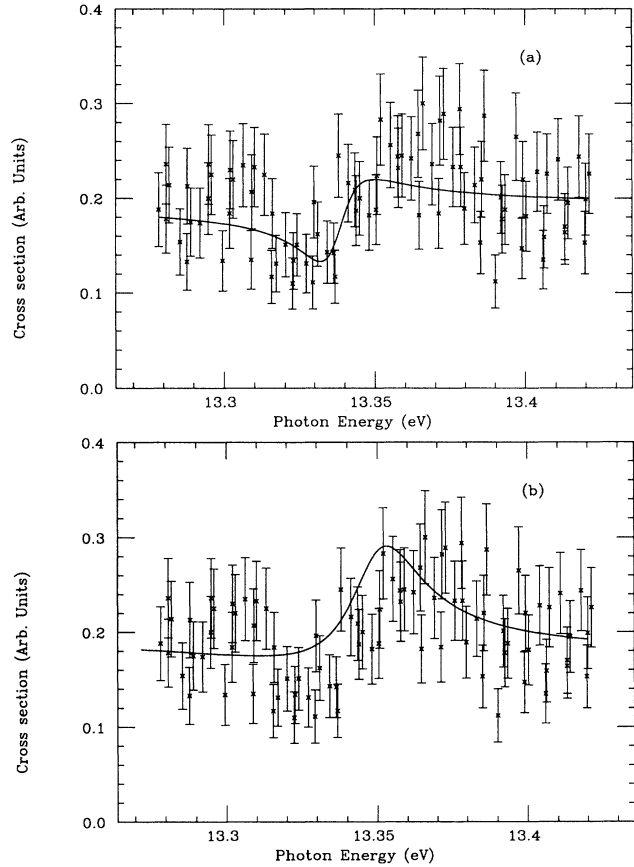 0.4
(a)
0.3
0.2
0.1
0.0
Cross section (Arb. Units)
13.3
13.35
13.4
Photon Energy (eV)
0.4
(b)
0.3
0.2
0.1
0.0
Cross section (Arb. Units)
13.3
13.35
13.4
Photon Energy (eV)